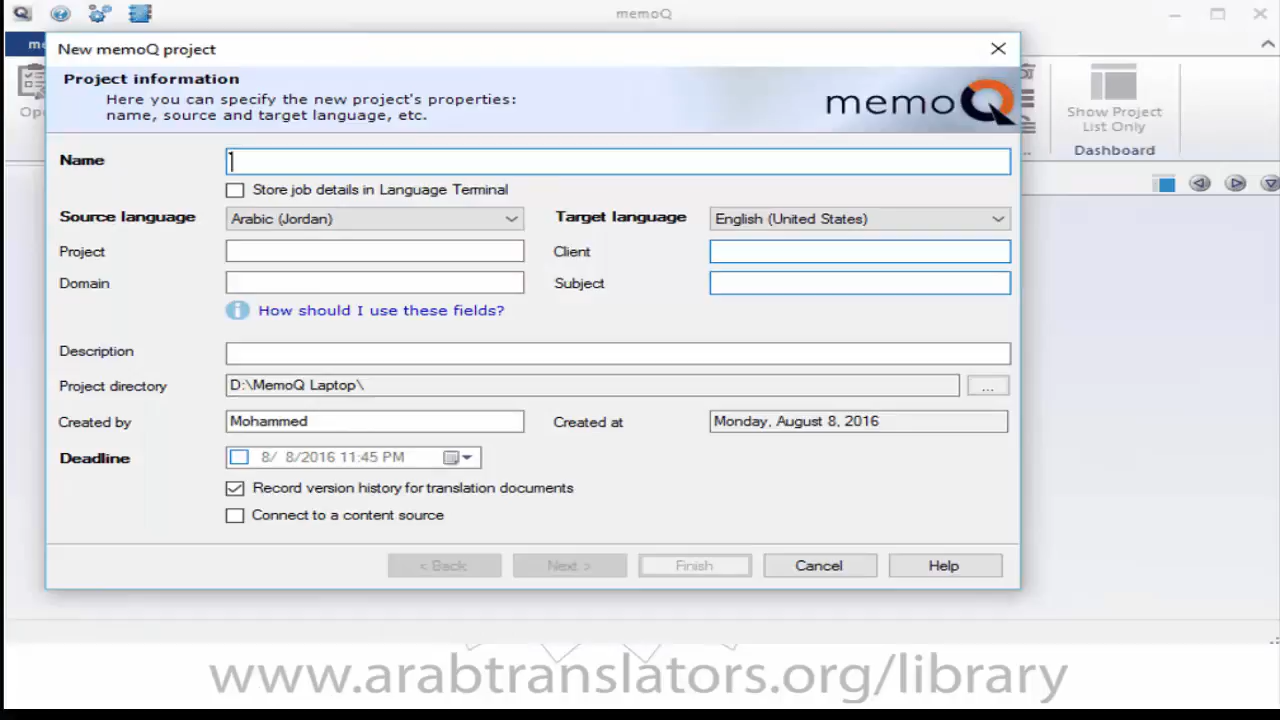 memoQ
New memoQ project
Project information
Here you can specify the new project's properties:
name, source and target language, etc.
memoQ
Show Project
List Only
Dashboard
Name
Store job details in Language Terminal
Source language
Arabic (Jordan)
Target language
English (United States)
Project
Client
Domain
Subject
How should I use these fields?
Description
Project directory
D:\MemoQ Laptop\
...
Created by
Mohammed
Created at
Monday, August 8, 2016
Deadline
8/ 8/2016 11:45 PM
Record version history for translation documents
Connect to a content source
< Back
Next >
Finish
Cancel
Help
www.arabtranslators.org/library